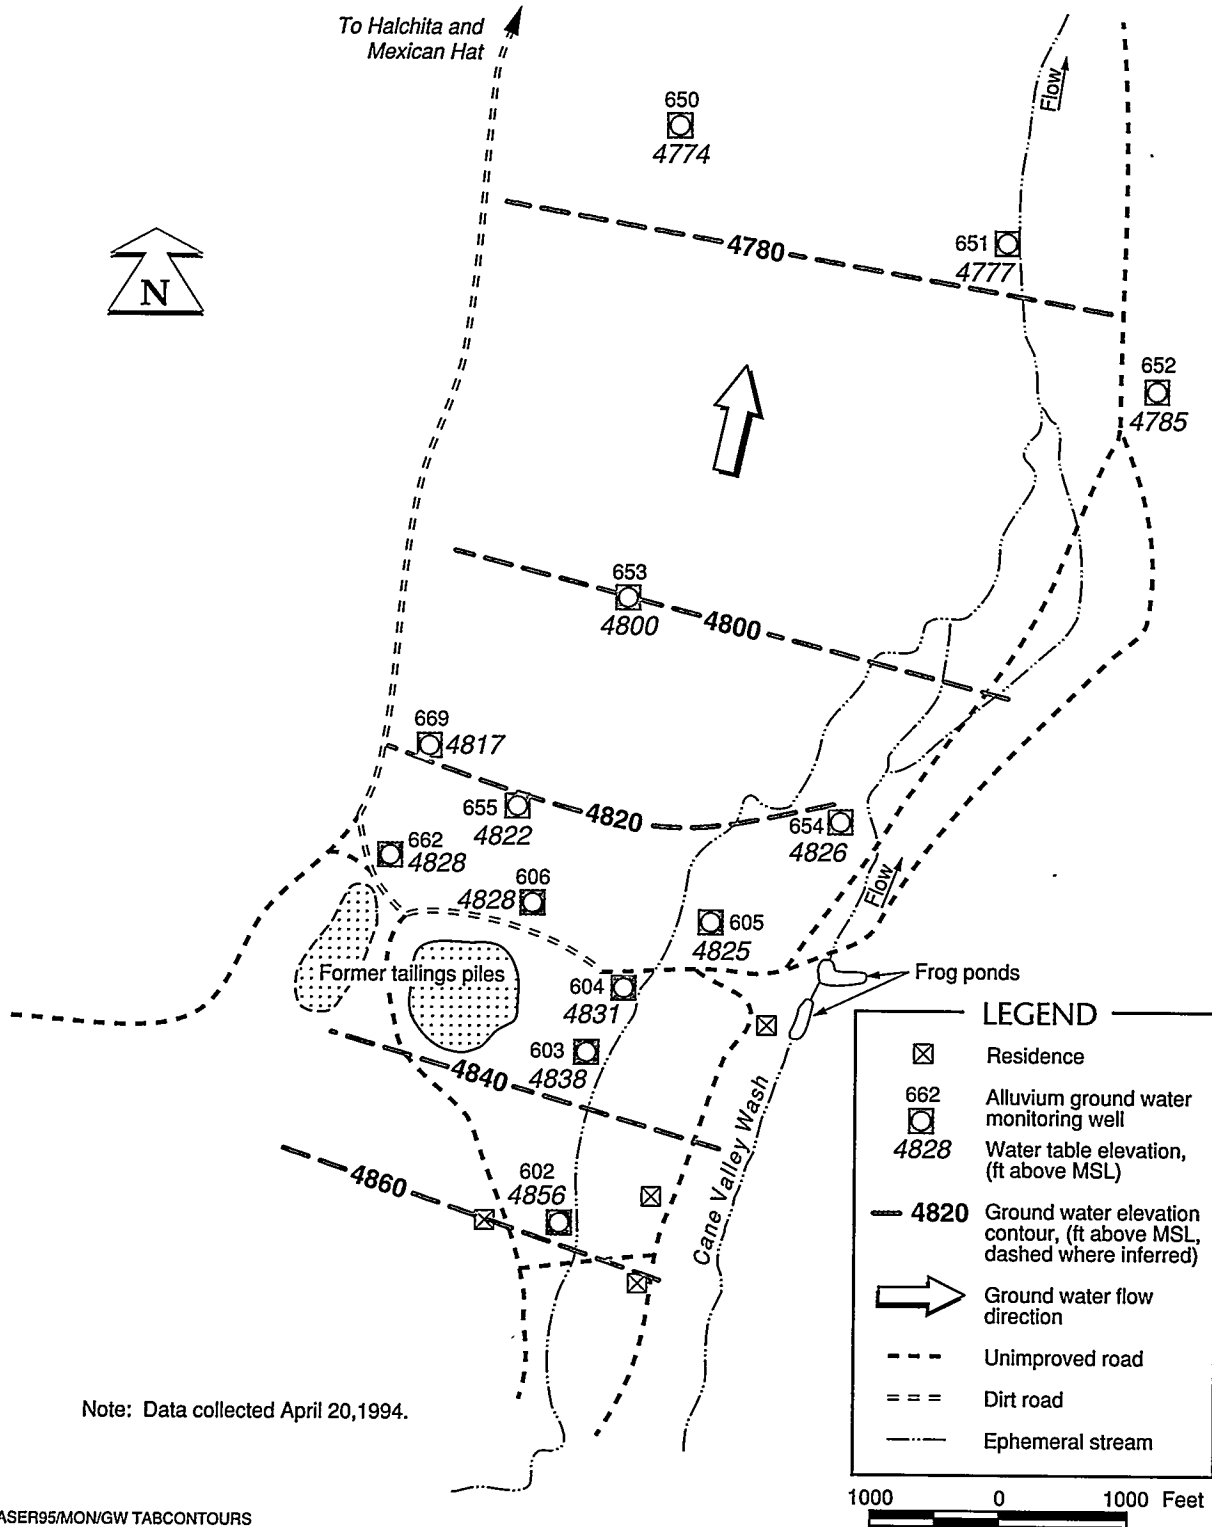 To Halchita and
Mexican Hat
Flow
650
4774
4780
651
4777
N
652
4785
653
4800
4800
669
4817
655
4822
4820
654
4826
662
4828
606
4828
Flow
605
4825
Former tailings piles
604
4831
Frog ponds
603
4838
4840
Cane Valley Wash
602
4856
4860
LEGEND
Residence
662
4828
Alluvium ground water
monitoring well
Water table elevation,
(ft above MSL)
4820
Ground water elevation
contour, (ft above MSL,
dashed where inferred)
Ground water flow
direction
Unimproved road
Dirt road
Ephemeral stream
Note: Data collected April 20,1994.
1000 0 1000 Feet
ASER95/MON/GW TABCONTOURS